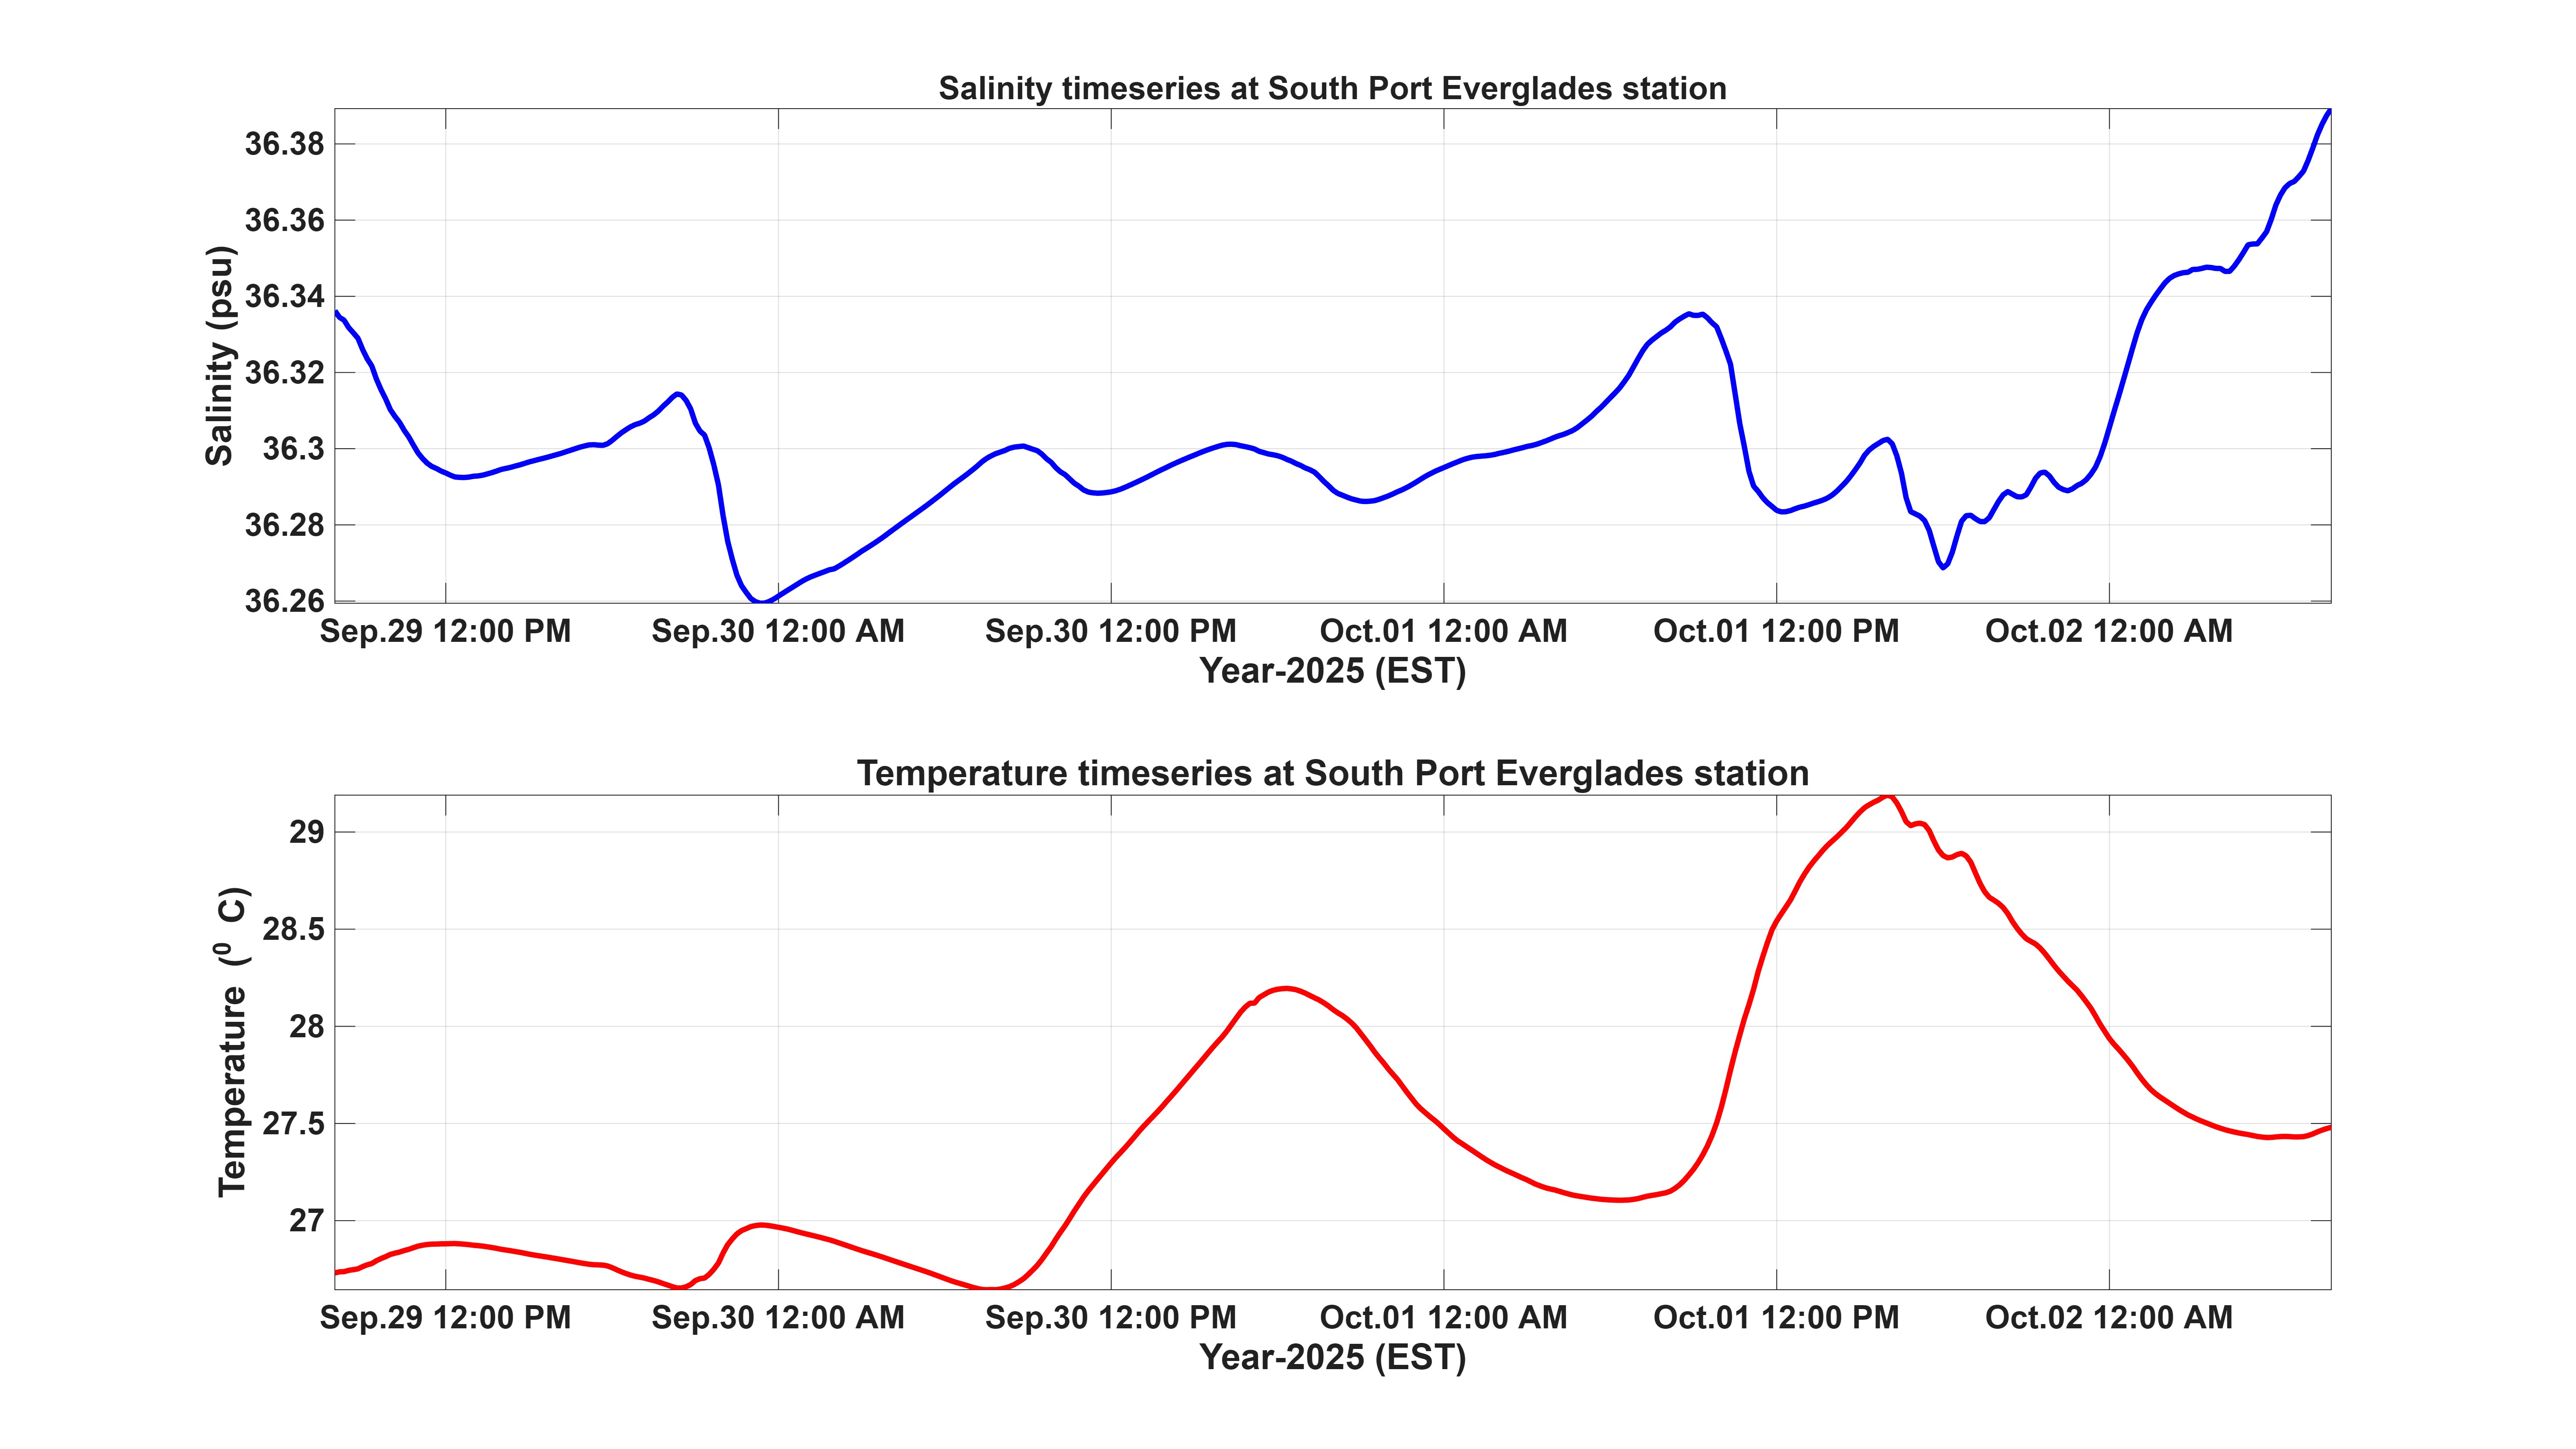 Salinity timeseries at South Port Everglades station
36.38
36.36
36.34
36.32
36.3
36.28
36.26
Salinity (psu)
Sep.29 12:00 PM Sep.30 12:00 AM Sep.30 12:00 PM Oct.01 12:00 AM Oct.01 12:00 PM Oct.02 12:00 AM
Year-2025 (EST)
Temperature timeseries at South Port Everglades station
29
28.5
28
27.5
27
Temperature (⁰ C)
Sep.29 12:00 PM Sep.30 12:00 AM Sep.30 12:00 PM Oct.01 12:00 AM Oct.01 12:00 PM Oct.02 12:00 AM
Year-2025 (EST)